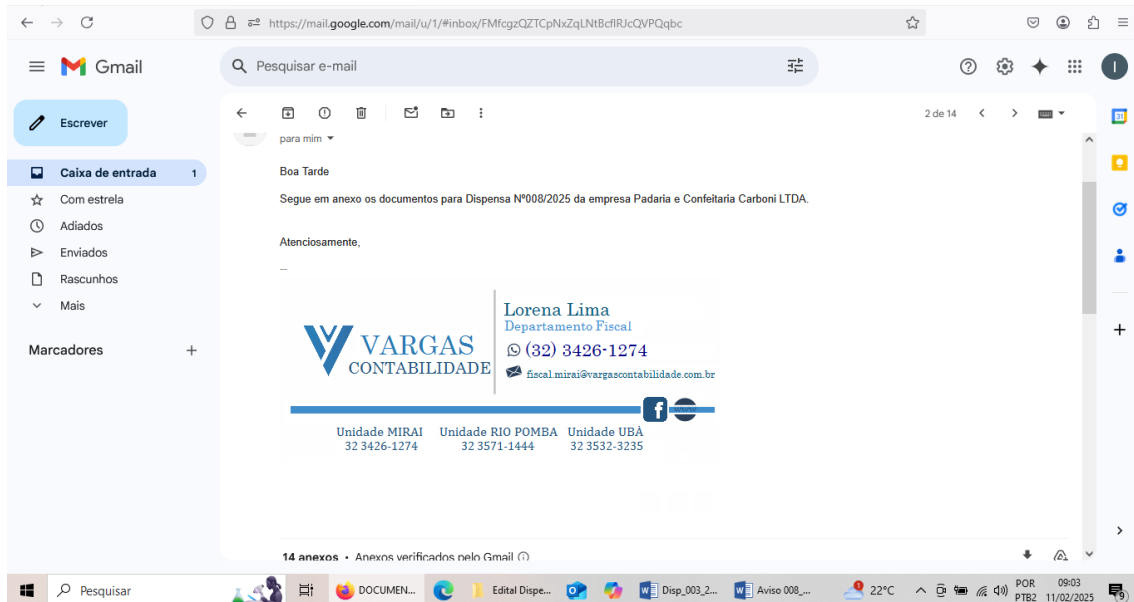 https://mail.google.com/mail/u/1/#inbox/FMfcgzQZTCpNxZqLNtBcflRJcQVPQqbc
Gmail
Pesquisar e-mail
I
Escrever
2 de 14
31
para mim
Caixa de entrada 1
Boa Tarde
Com estrela
Segue em anexo os documentos para Dispensa Nº008/2025 da empresa Padaria e Confeitaria Carboni LTDA.
Adiados
Enviados
Atenciosamente,
Rascunhos
--
Mais
Marcadores
VARGAS
CONTABILIDADE
Lorena Lima
Departamento Fiscal
(32) 3426-1274
fiscal.mirai@vargascontabilidade.com.br
f www
Unidade MIRAI Unidade RIO POMBA Unidade UBÀ
32 3426-1274 32 3571-1444 32 3532-3235
14 anexos • Anexos verificados pelo Gmail
Pesquisar
DOCUMEN...
Edital Dispe...
Disp_003_2...
Aviso 008_...
22°C
POR
PTB2
09:03
11/02/2025
9